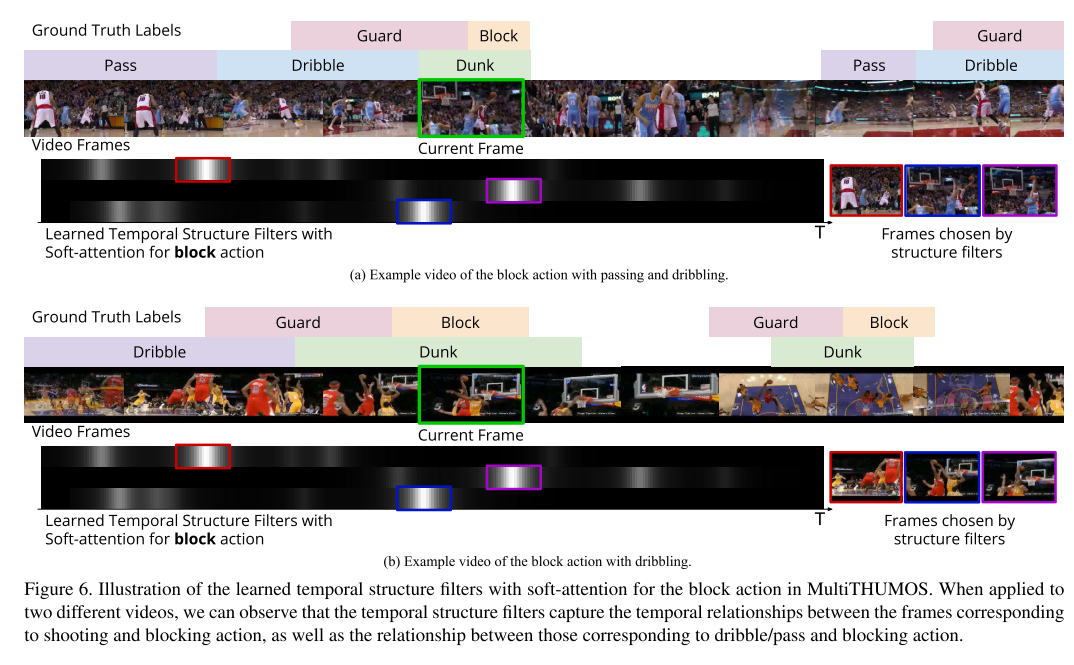 Ground Truth Labels
Guard
Block
Guard
Pass
Dribble
Dunk
Pass
Dribble
Video Frames
Current Frame
T
Learned Temporal Structure Filters with
Soft-attention for block action
Frames chosen by
structure filters
(a) Example video of the block action with passing and dribbling.
Ground Truth Labels
Guard
Block
Guard
Block
Dribble
Dunk
Dunk
Video Frames
Current Frame
T
Learned Temporal Structure Filters with
Soft-attention for block action
Frames chosen by
structure filters
(b) Example video of the block action with dribbling.
Figure 6. Illustration of the learned temporal structure filters with soft-attention for the block action in MultiTHUMOS. When applied to
two different videos, we can observe that the temporal structure filters capture the temporal relationships between the frames corresponding
to shooting and blocking action, as well as the relationship between those corresponding to dribble/pass and blocking action.